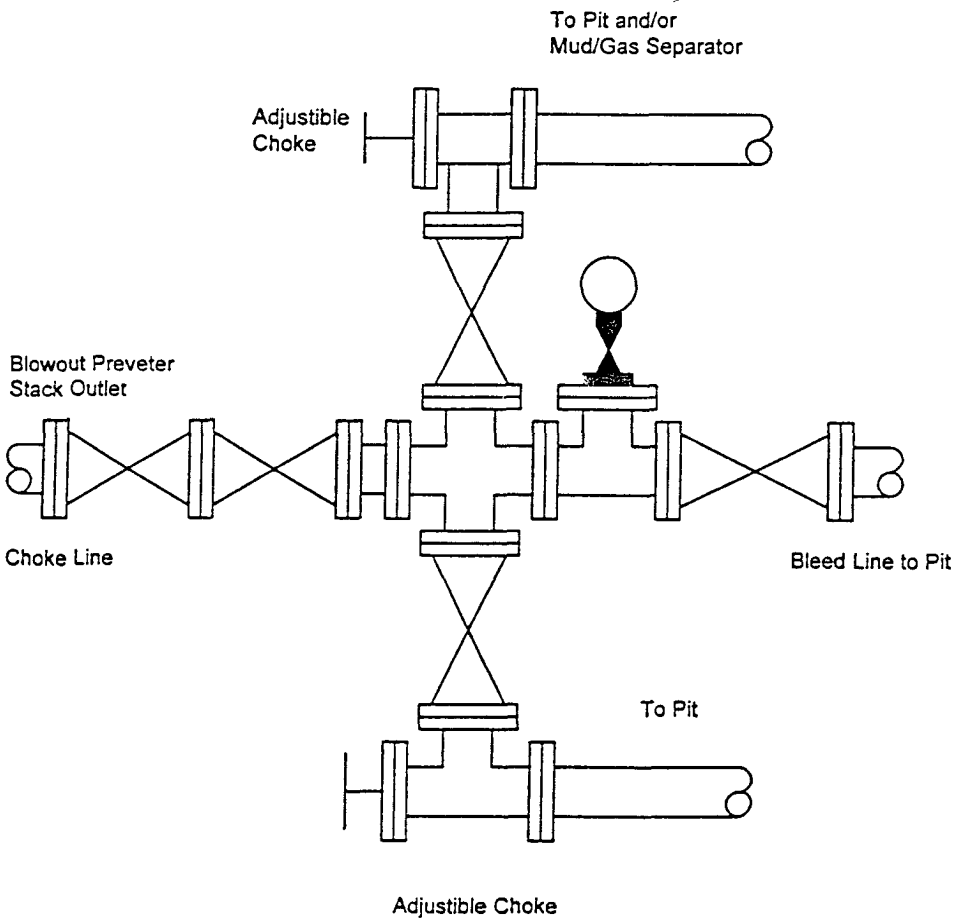 To Pit and/or
Mud/Gas Separator
Adjustible
Choke
Blowout Preveter
Stack Outlet
Choke Line
Bleed Line to Pit
To Pit
Adjustible Choke